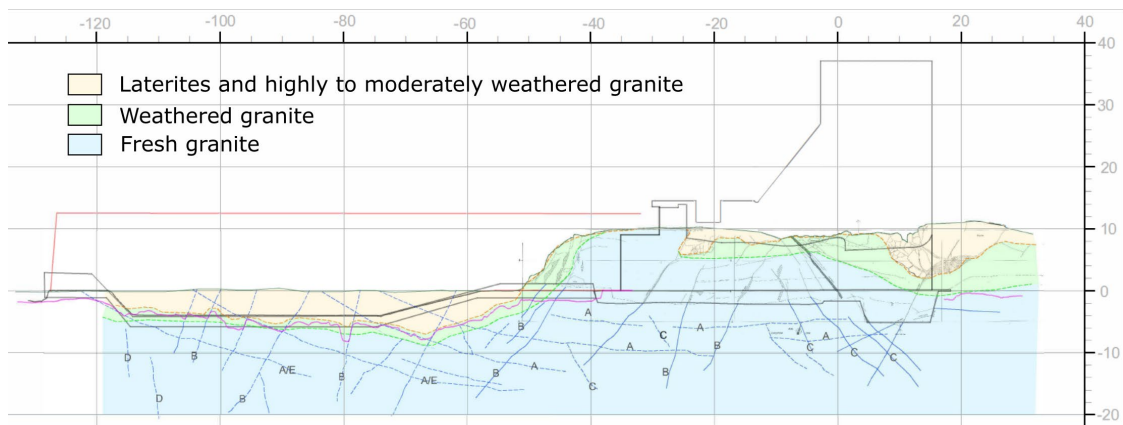 -120 -100 -80 -60 -40 -20 0 20 40
40
Laterites and highly to moderately weathered granite
30
Weathered granite
Fresh granite
20
10
0
B A
C A
B A B A
D B A C C C
A/E B A/E B A B C
D B
-10
-20